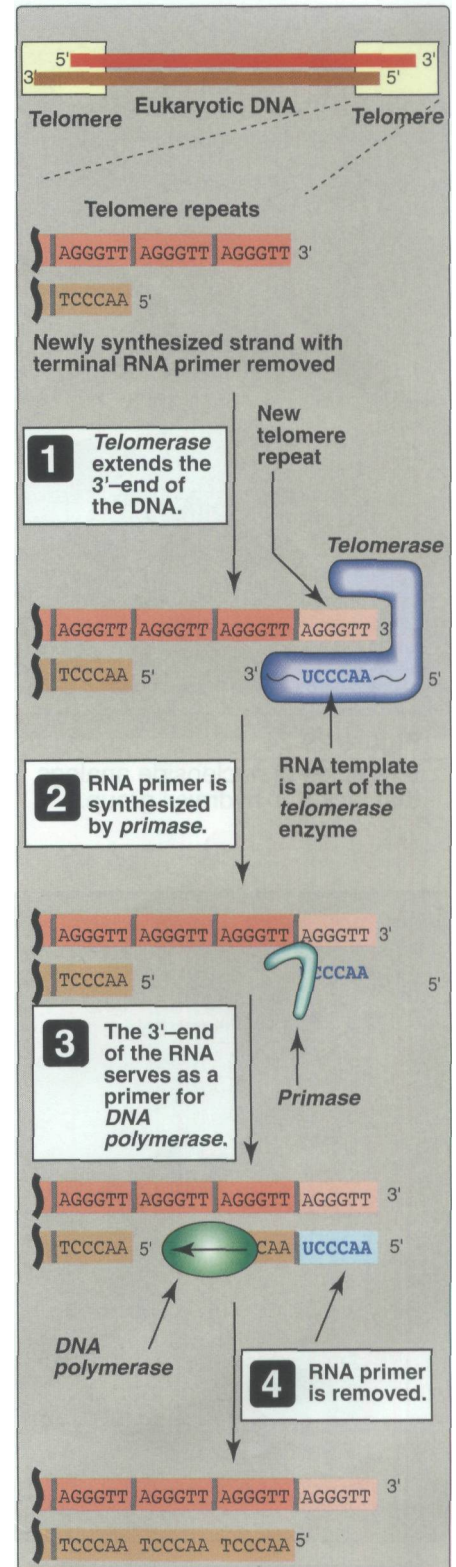 5' 3'
3' 5'
Telomere Eukaryotic DNA Telomere
Telomere repeats
AGGGTT AGGGTT AGGGTT 3'
TCCCAA 5'
Newly synthesized strand with
terminal RNA primer removed
1 Telomerase
extends the
3'–end of
the DNA.
New
telomere
repeat
Telomerase
AGGGTT AGGGTT AGGGTT AGGGTT 3'
TCCCAA 5' 3' UCCCAA 5'
RNA template
is part of the
telomerase
enzyme
2 RNA primer is
synthesized
by primase.
AGGGTT AGGGTT AGGGTT AGGGTT 3'
TCCCAA 5' CCCAA 5'
Primase
3 The 3'–end
of the RNA
serves as a
primer for
DNA
polymerase.
AGGGTT AGGGTT AGGGTT AGGGTT 3'
TCCCAA 5' CAA UCCCAA 5'
DNA
polymerase
4 RNA primer
is removed.
AGGGTT AGGGTT AGGGTT AGGGTT 3'
TCCCAA TCCCAA TCCCAA 5'